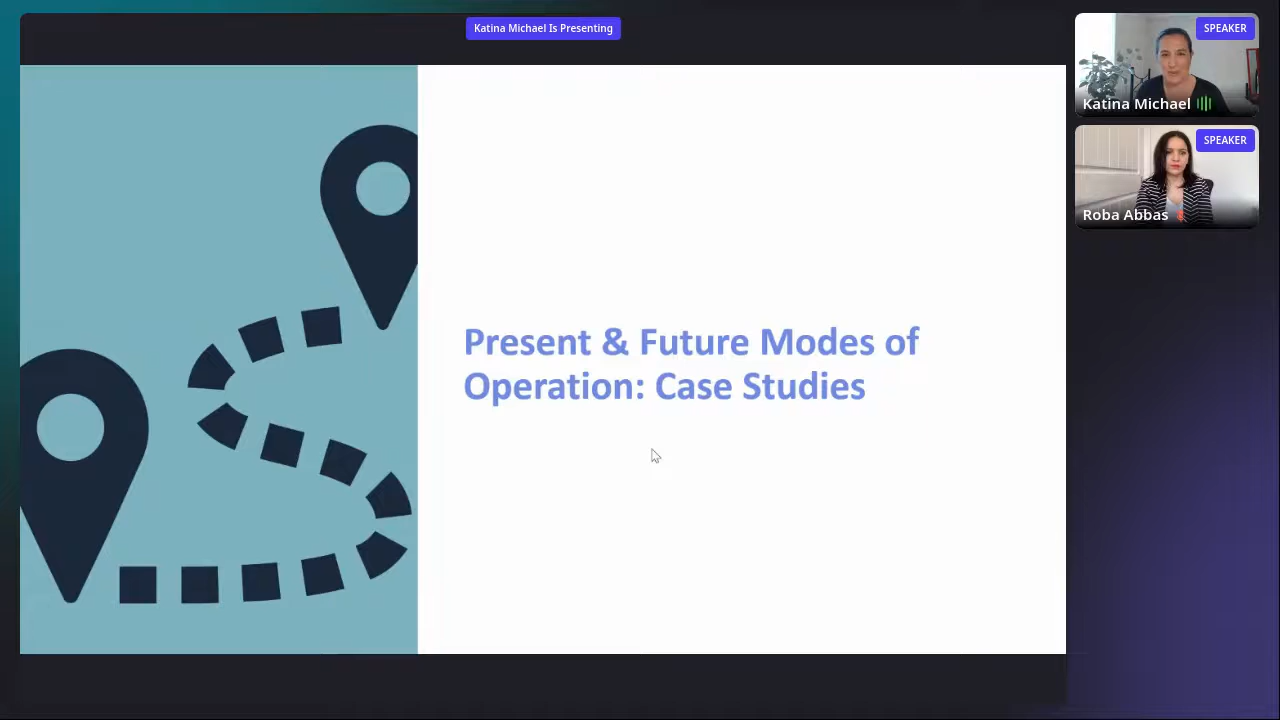 Katina Michael Is Presenting
SPEAKER
Katina Michael
SPEAKER
Roba Abbas
Present & Future Modes of
Operation: Case Studies